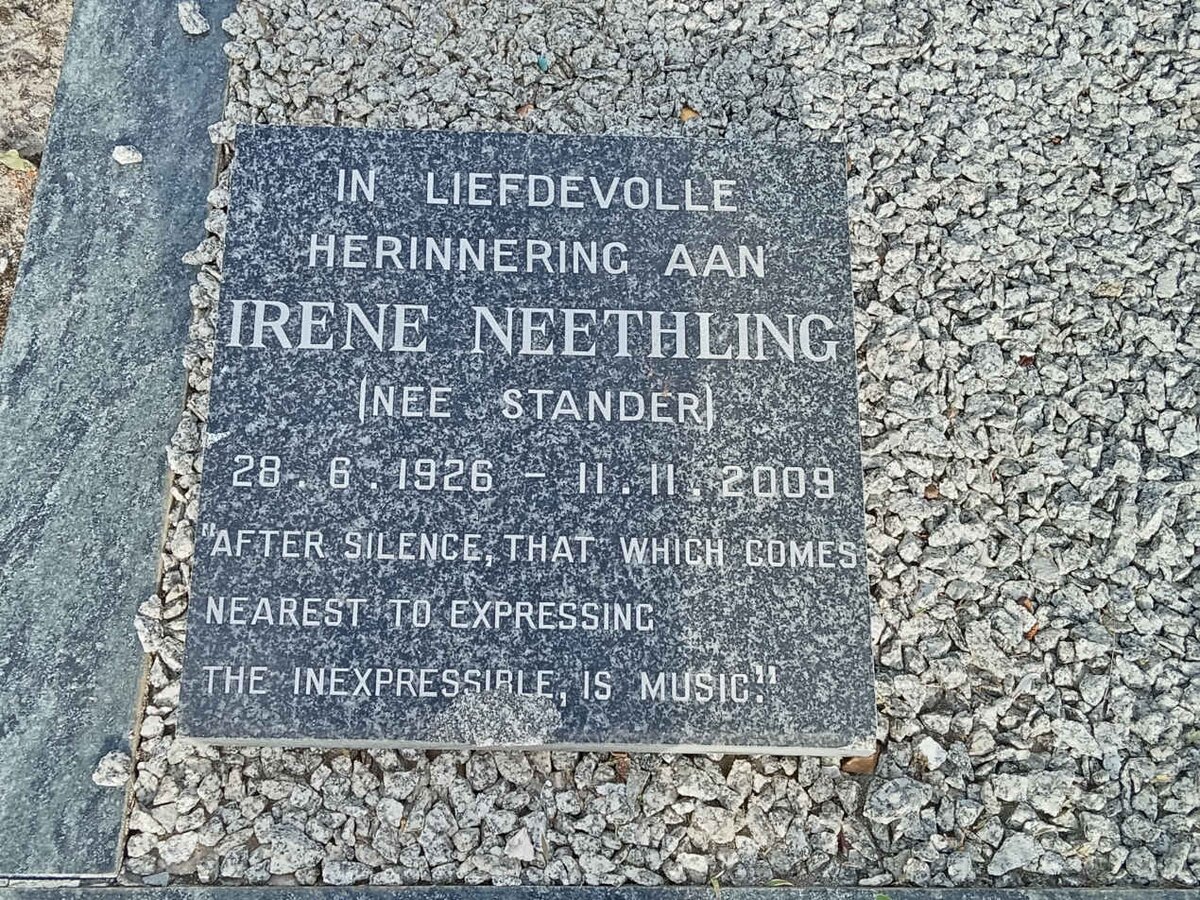 IN LIEFDEVOLLE
HERINNERING AAN
IRENE NEETHLING
(NEE STANDER)
28.6.1926 - 11.11.2009
"AFTER SILENCE, THAT WHICH COMES
NEAREST TO EXPRESSING
THE INEXPRESSIBLE, IS MUSIC."